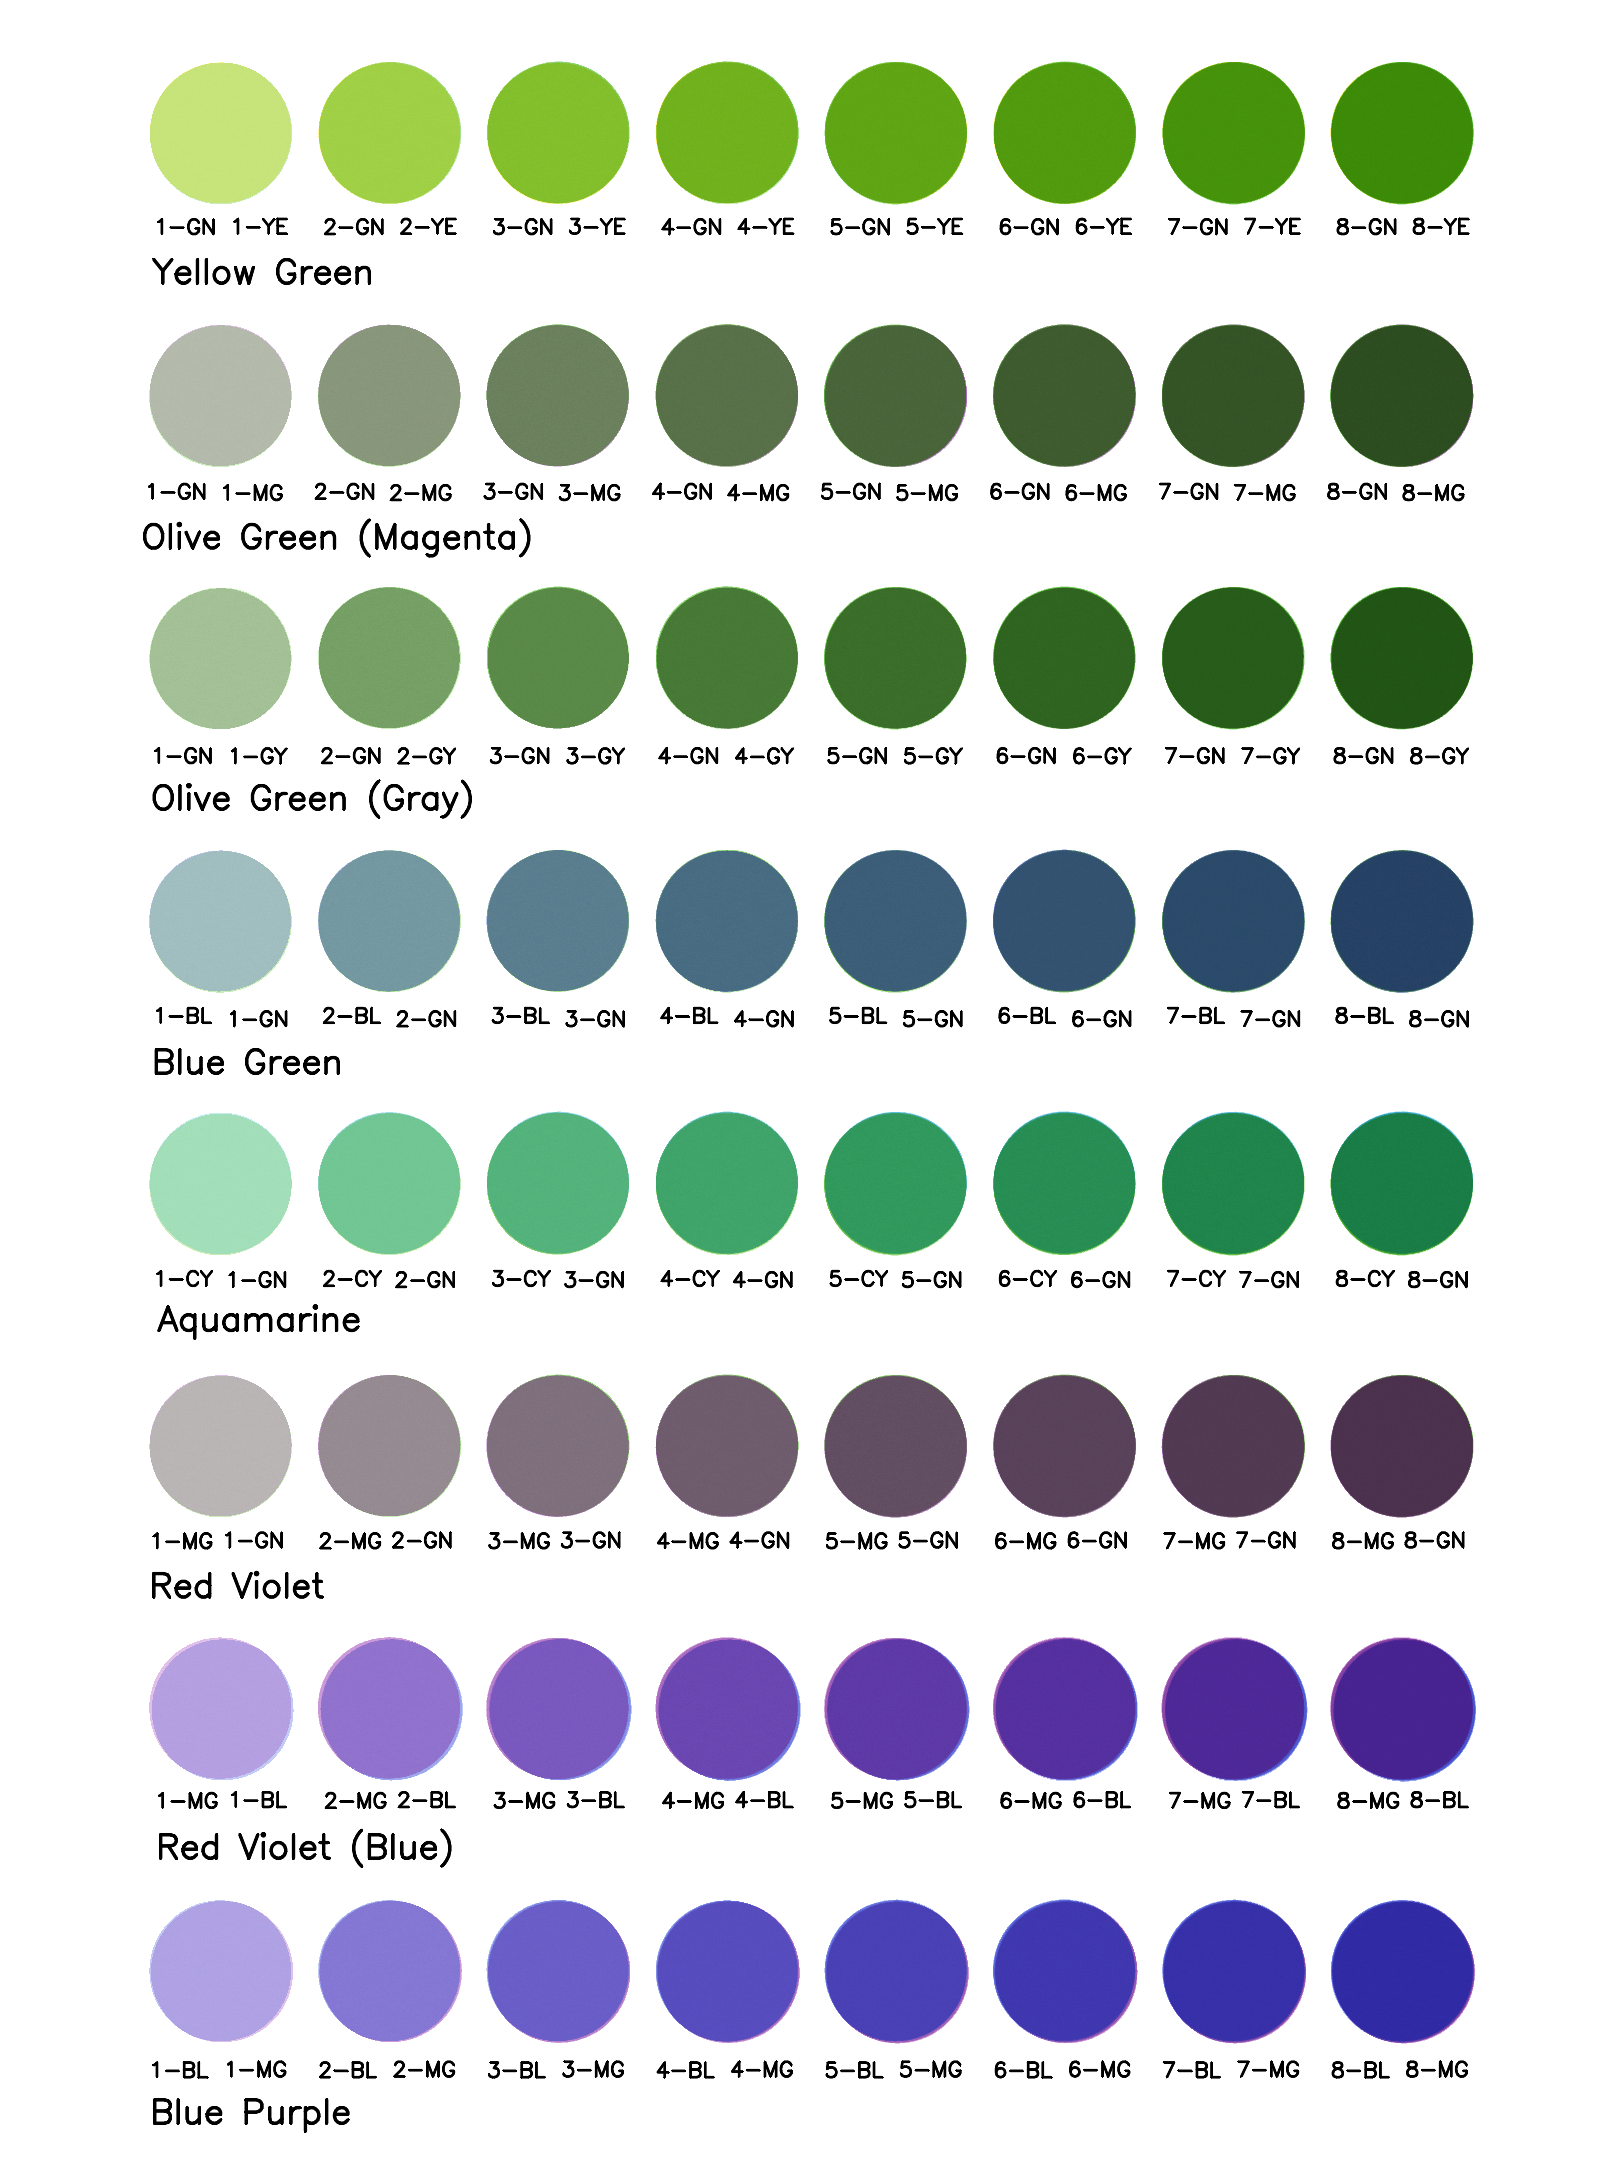 1-GN 1-YE 2-GN 2-YE 3-GN 3-YE 4-GN 4-YE 5-GN 5-YE 6-GN 6-YE 7-GN 7-YE 8-GN 8-YE
Yellow Green
1-GN 1-MG 2-GN 2-MG 3-GN 3-MG 4-GN 4-MG 5-GN 5-MG 6-GN 6-MG 7-GN 7-MG 8-GN 8-MG
Olive Green (Magenta)
1-GN 1-GY 2-GN 2-GY 3-GN 3-GY 4-GN 4-GY 5-GN 5-GY 6-GN 6-GY 7-GN 7-GY 8-GN 8-GY
Olive Green (Gray)
1-BL 1-GN 2-BL 2-GN 3-BL 3-GN 4-BL 4-GN 5-BL 5-GN 6-BL 6-GN 7-BL 7-GN 8-BL 8-GN
Blue Green
1-CY 1-GN 2-CY 2-GN 3-CY 3-GN 4-CY 4-GN 5-CY 5-GN 6-CY 6-GN 7-CY 7-GN 8-CY 8-GN
Aquamarine
1-MG 1-GN 2-MG 2-GN 3-MG 3-GN 4-MG 4-GN 5-MG 5-GN 6-MG 6-GN 7-MG 7-GN 8-MG 8-GN
Red Violet
1-MG 1-BL 2-MG 2-BL 3-MG 3-BL 4-MG 4-BL 5-MG 5-BL 6-MG 6-BL 7-MG 7-BL 8-MG 8-BL
Red Violet (Blue)
1-BL 1-MG 2-BL 2-MG 3-BL 3-MG 4-BL 4-MG 5-BL 5-MG 6-BL 6-MG 7-BL 7-MG 8-BL 8-MG
Blue Purple